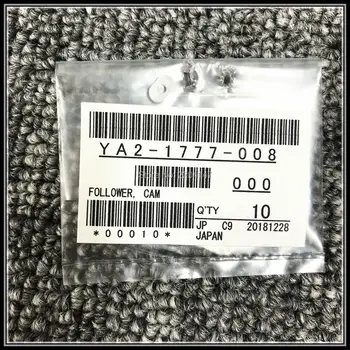 YA2-1777-008
000
FOLLOWER, CAM
Q'TY 10
*00010*
JP C9 20181228
JAPAN